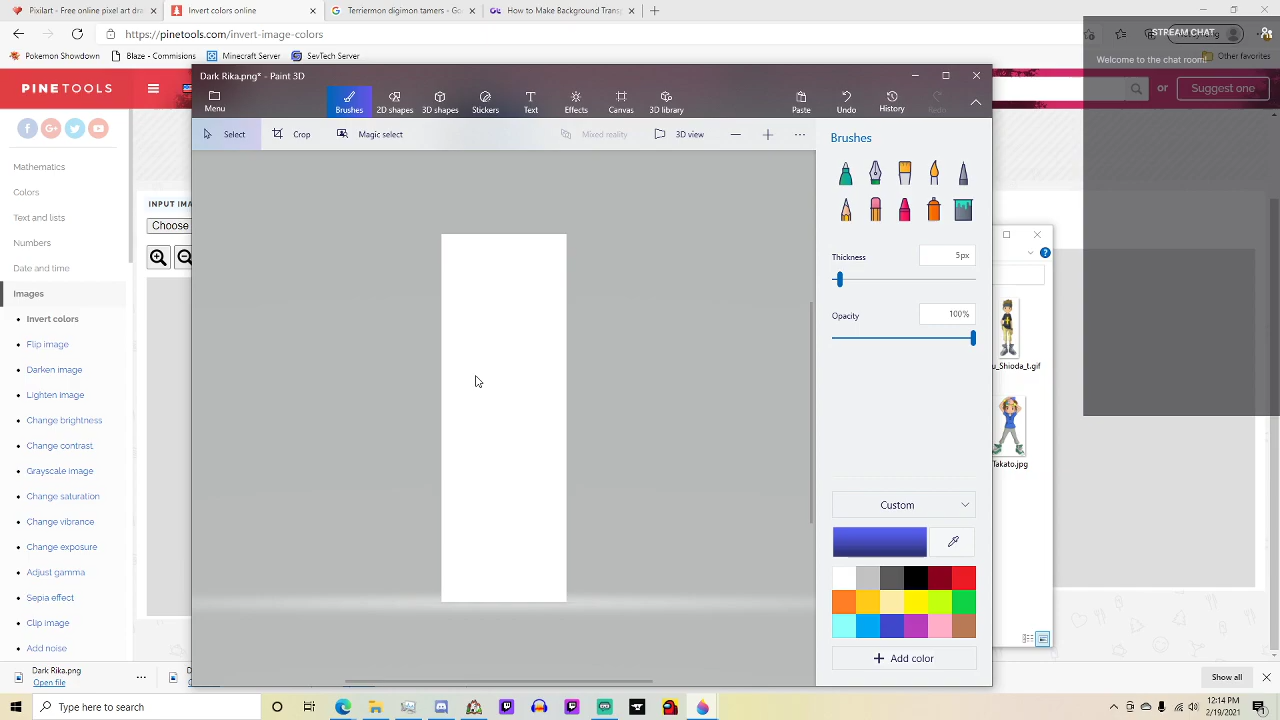 Pixilart - Free online pixel art dra
Invert colors online
Terriermon digimon tamers - Go
How to Make Background Trans
https://pinetools.com/invert-image-colors
STREAM CHAT
Pokemon Showdown
Blaze - Commisions
Minecraft Server
SevTech Server
Other favorites
Welcome to the chat room!
Dark Rika.png* - Paint 3D
PINETOOLS
or
Suggest one
Menu
Brushes
2D shapes
3D shapes
Stickers
Text
Effects
Canvas
3D library
Paste
Undo
History
Redo
Select
Crop
Magic select
Mixed reality
3D view
Brushes
Mathematics
Colors
Text and lists
Numbers
Date and time
Images
Invert colors
Flip image
Darken image
Lighten image
Change brightness
Change contrast
Grayscale image
Change saturation
Change vibrance
Change exposure
Adjust gamma
Sepia effect
Clip image
Add noise
INPUT IMA
Choose
Thickness
5px
Opacity
100%
u_Shioda_t.gif
Takato.jpg
Custom
Add color
Dark Rika.png
Open file
D
Show all
Type here to search
12:14 PM
2/19/2021